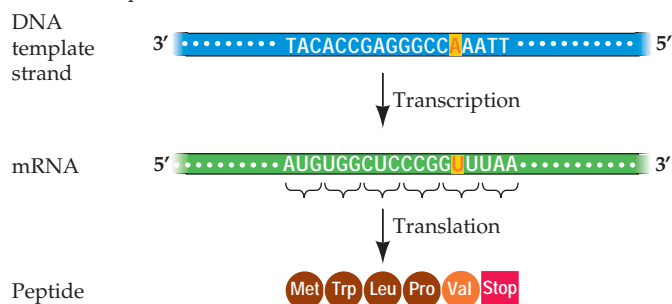 DNA
template
strand
3′ TACACCGAGGGCCAAATT 5′
Transcription
mRNA 5′ AUGUGGCUCCCGGUUUAA 3′
Translation
Peptide Met Trp Leu Pro Val Stop